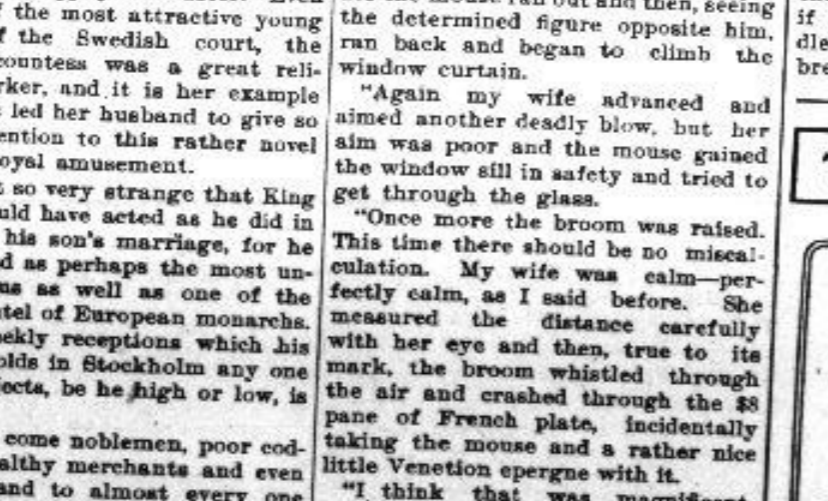 the most attractive young
the Swedish court, the
countess was a great reli-
and it is her example
led her husband to give so
to this rather novel
amusement.
so very strange that King
have acted as he did in
his son's marriage, for he
as perhaps the most un-
as well as one of the
of European monarchs.
receptions which his
in Stockholm any one
be he high or low, is
come noblemen, poor cod-
merchants and even
and to almost every one
the mouse ran out and then, seeing
the determined figure opposite him,
ran back and began to climb the
window curtain.
"Again my wife advanced and
aimed another deadly blow, but her
aim was poor and the mouse gained
the window sill in safety and tried to
get through the glass.
"Once more the broom was raised.
This time there should be no miscal-
culation. My wife was calm—per-
fectly calm, as I said before. She
measured the distance carefully
with her eye and then, true to its
mark, the broom whistled through
the air and crashed through the $8
pane of French plate, incidentally
taking the mouse and a rather nice
little Venetion epergne with it.
"I think that was
if